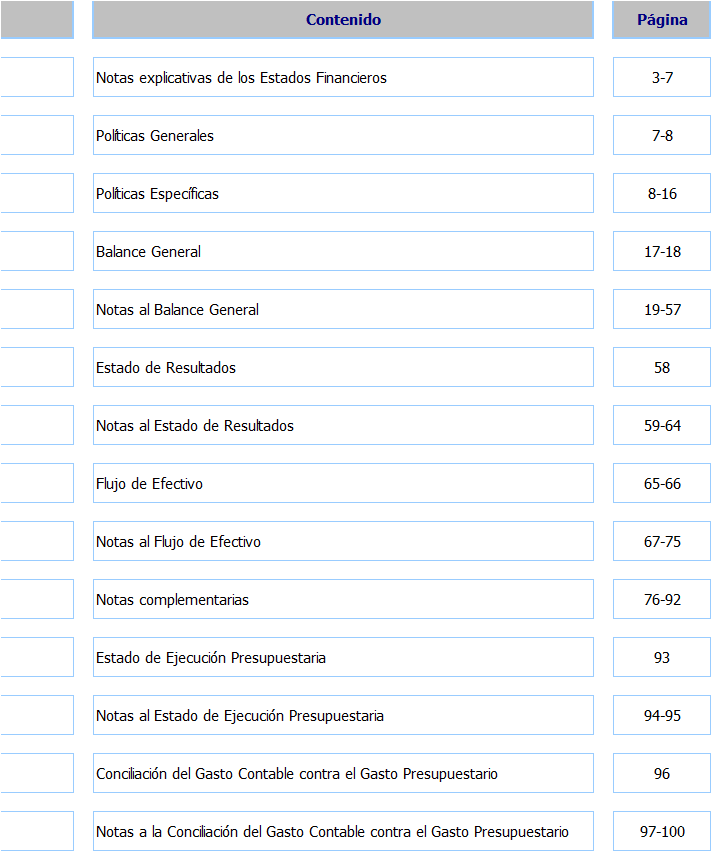 Contenido Página
Notas explicativas de los Estados Financieros 3-7
Políticas Generales 7-8
Políticas Específicas 8-16
Balance General 17-18
Notas al Balance General 19-57
Estado de Resultados 58
Notas al Estado de Resultados 59-64
Flujo de Efectivo 65-66
Notas al Flujo de Efectivo 67-75
Notas complementarias 76-92
Estado de Ejecución Presupuestaria 93
Notas al Estado de Ejecución Presupuestaria 94-95
Conciliación del Gasto Contable contra el Gasto Presupuestario 96
Notas a la Conciliación del Gasto Contable contra el Gasto Presupuestario 97-100